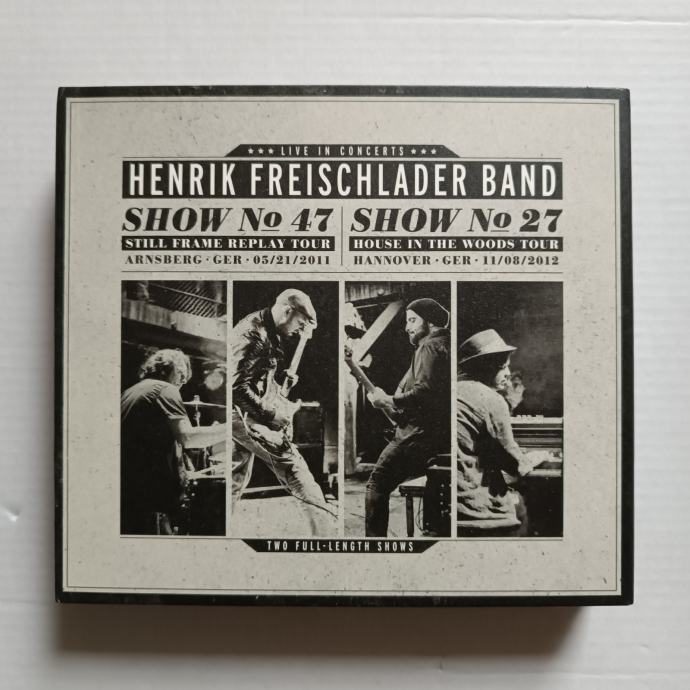 ★★★ LIVE IN CONCERTS ★★★
HENRIK FREISCHLADER BAND
SHOW No 47
STILL FRAME REPLAY TOUR
ARNSBERG · GER · 05/21/2011
SHOW No 27
HOUSE IN THE WOODS TOUR
HANNOVER · GER · 11/08/2012
TWO FULL-LENGTH SHOWS